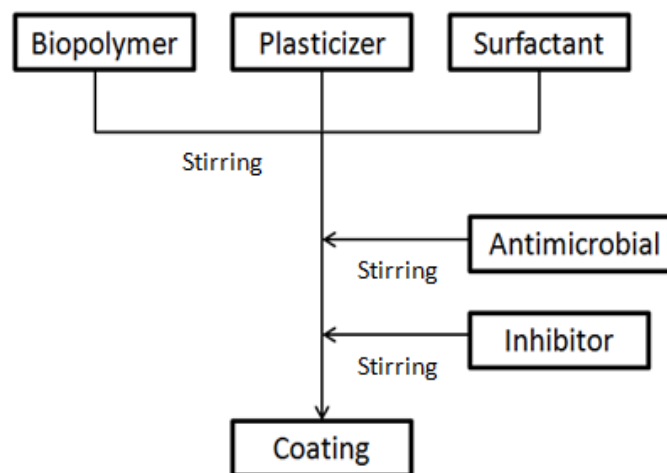 Biopolymer
Plasticizer
Surfactant
Stirring
Antimicrobial
Stirring
Inhibitor
Stirring
Coating